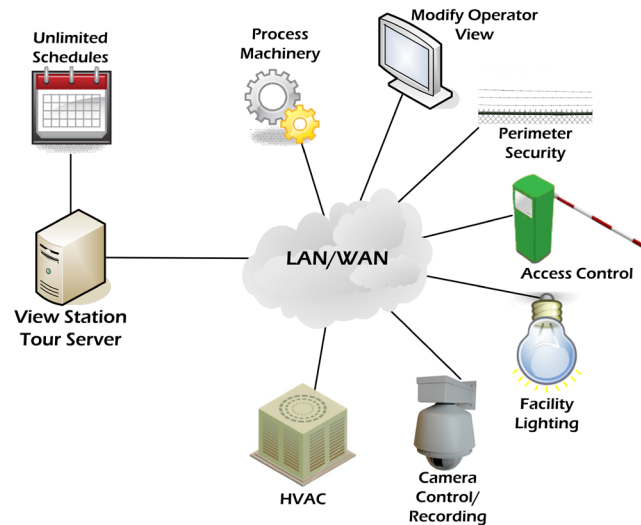 Unlimited
Schedules
Process
Machinery
Modify Operator
View
Perimeter
Security
LAN/WAN
Access Control
View Station
Tour Server
Facility
Lighting
HVAC
Camera
Control/
Recording